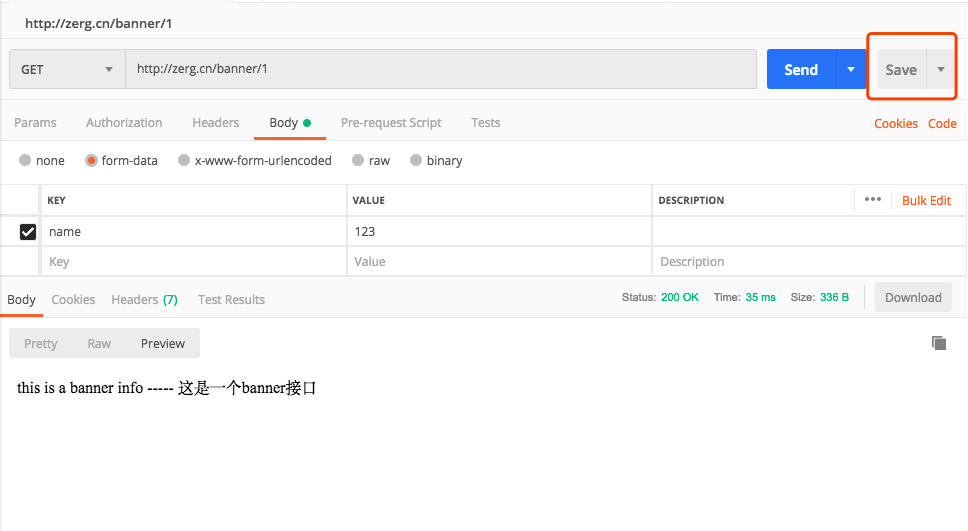 http://zerg.cn/banner/1
GET http://zerg.cn/banner/1 Send Save
Params Authorization Headers Body Pre-request Script Tests Cookies Code
none form-data x-www-form-urlencoded raw binary
KEY VALUE DESCRIPTION ••• Bulk Edit
name 123
Key Value Description
Body Cookies Headers (7) Test Results Status: 200 OK Time: 35 ms Size: 336 B Download
Pretty Raw Preview
this is a banner info ----- 这是一个banner接口